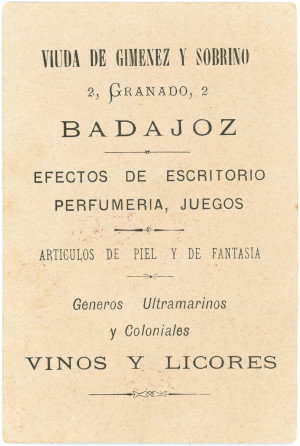 VIUDA DE GIMENEZ Y SOBRINO
2, GRANADO, 2
BADAJOZ
EFECTOS DE ESCRITORIO
PERFUMERIA, JUEGOS
ARTIGULOS DE PIEL Y DE FANTASIA
Generos Ultramarinos
y Coloniales
VINOS Y LICORES